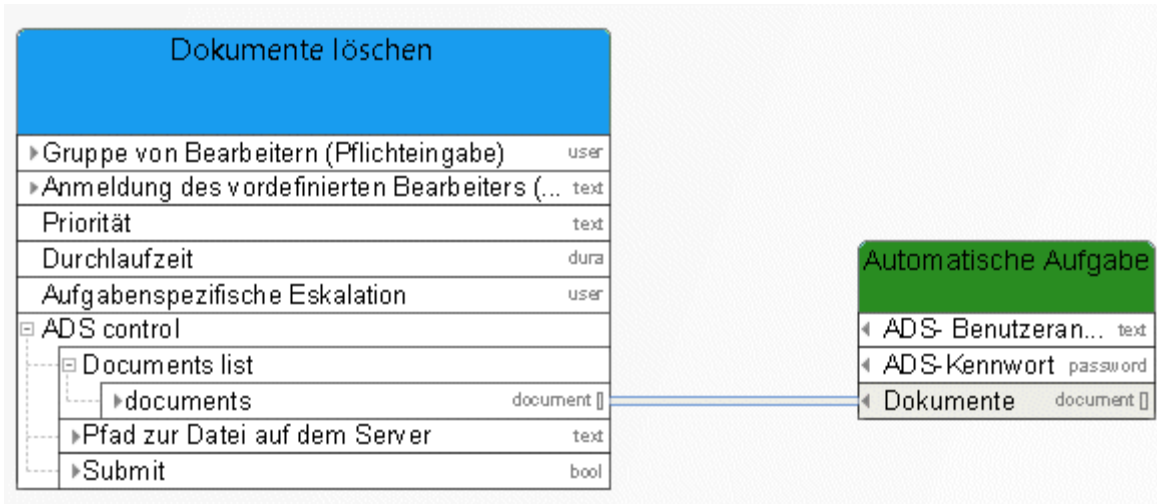 Dokumente löschen
Gruppe von Bearbeitern (Pflichteingabe) user
Anmeldung des vordefinierten Bearbeiters (... text
Priorität text
Durchlaufzeit dura
Aufgabenspezifische Eskalation user
ADS control
Documents list
documents document []
Pfad zur Datei auf dem Server text
Submit bool
Automatische Aufgabe
ADS- Benutzeran... text
ADS-Kennwort password
Dokumente document []